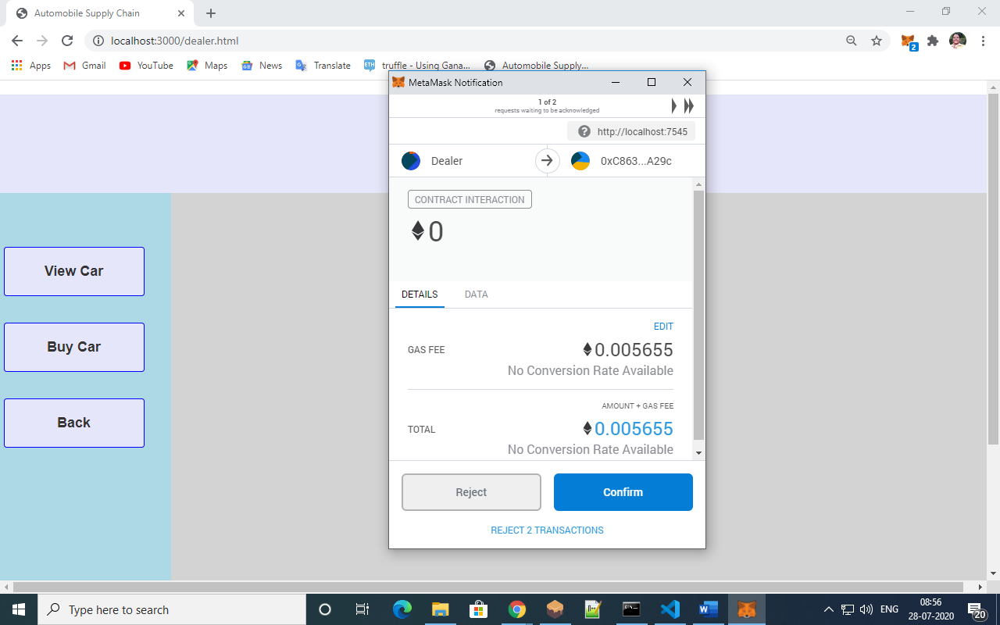 Automobile Supply Chain
localhost:3000/dealer.html
2
Apps
Gmail
YouTube
Maps
News
Translate
ETH
truffle - Using Gana...
Automobile Supply...
MetaMask Notification
1 of 2
requests waiting to be acknowledged
http://localhost:7545
Dealer
0xC863...A29c
CONTRACT INTERACTION
0
DETAILS
DATA
EDIT
GAS FEE
0.005655
No Conversion Rate Available
AMOUNT + GAS FEE
TOTAL
0.005655
No Conversion Rate Available
Reject
Confirm
REJECT 2 TRANSACTIONS
View Car
Buy Car
Back
Type here to search
ENG
08:56
28-07-2020
20